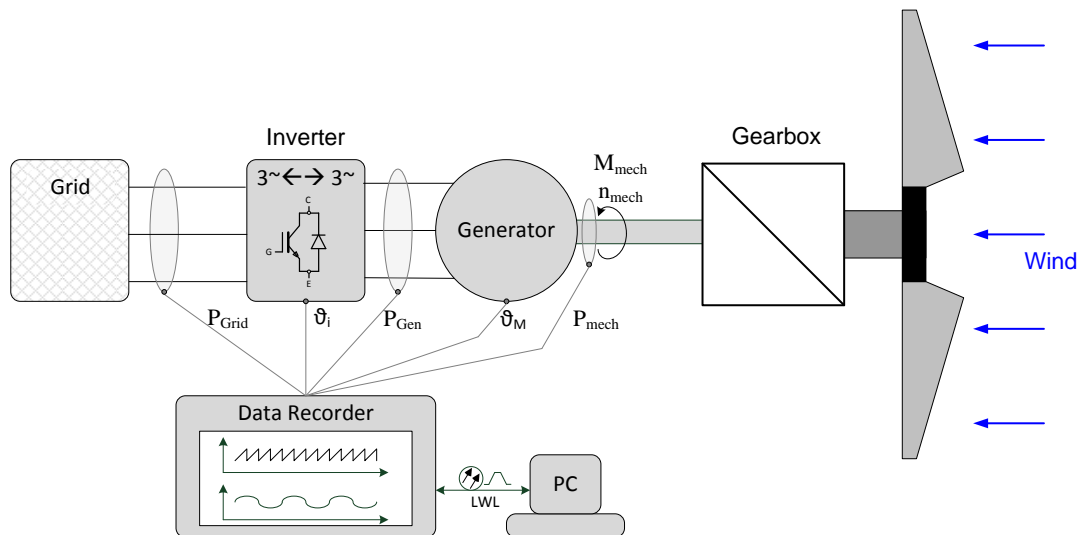 Inverter
Gearbox
Grid
3~ ←→ 3~
C
G
E
Generator
M_mech
n_mech
Wind
P_Grid
ϑ_i
P_Gen
ϑ_M
P_mech
Data Recorder
LWL
PC